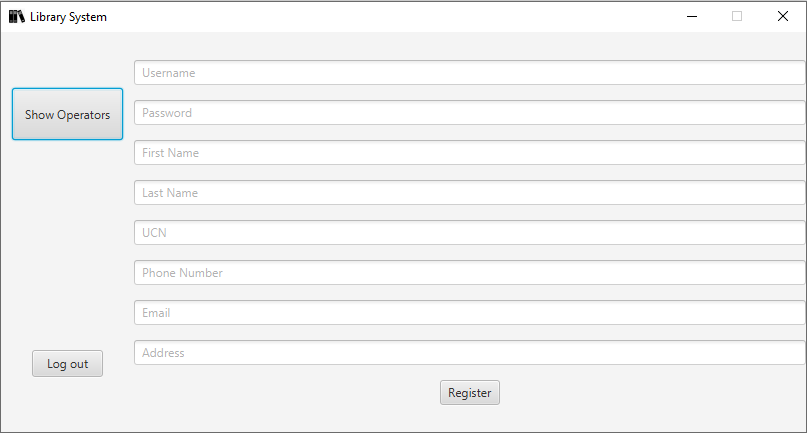 Library System
Show Operators
Username
Password
First Name
Last Name
UCN
Phone Number
Email
Address
Log out
Register